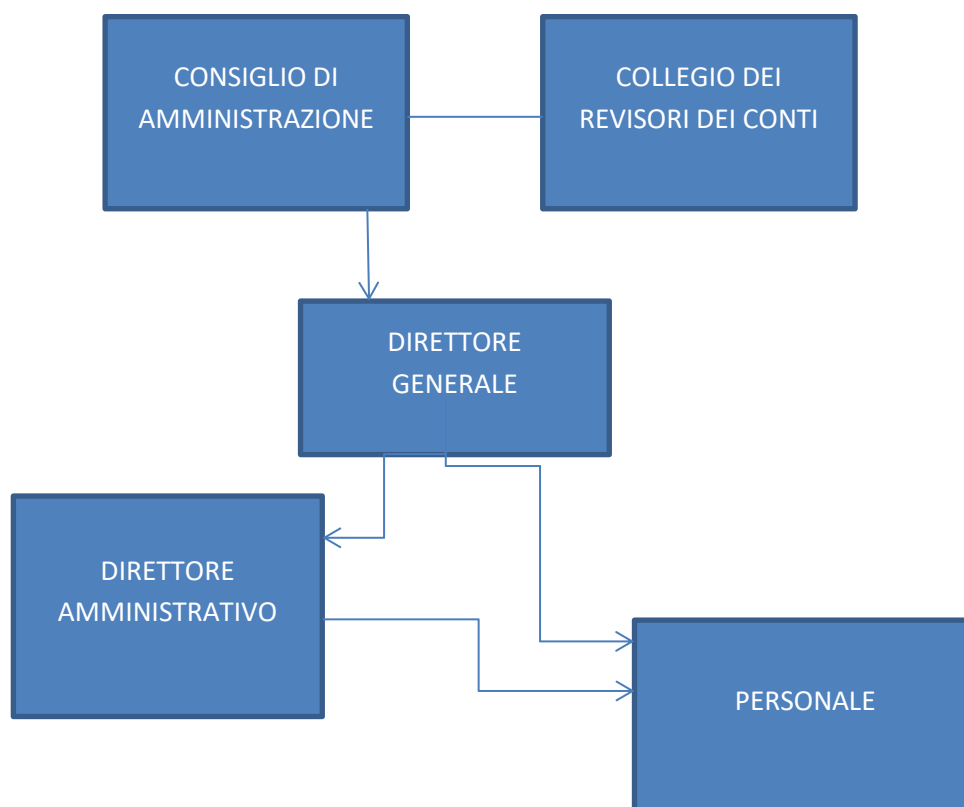 CONSIGLIO DI
AMMINISTRAZIONE
COLLEGIO DEI
REVISORI DEI CONTI
DIRETTORE
GENERALE
DIRETTORE
AMMINISTRATIVO
PERSONALE